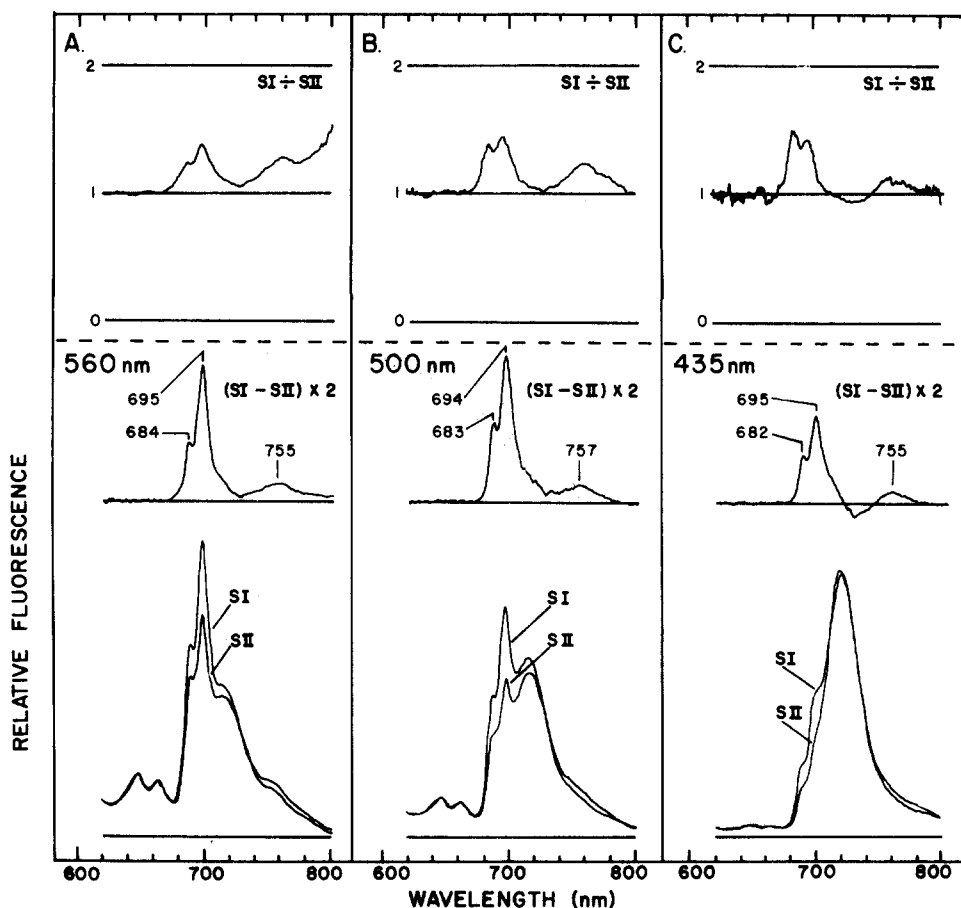 A.
2
SI ÷ SII
1
0
560 nm
695
684
(SI – SII) × 2
755
SI
SII
B.
2
SI ÷ SII
1
0
500 nm
694
683
(SI – SII) × 2
757
SI
SII
C.
2
SI ÷ SII
1
0
435 nm
695
682
(SI – SII) × 2
755
SI
SII
RELATIVE FLUORESCENCE
600 700 800 600 700 800 600 700 800
WAVELENGTH (nm)